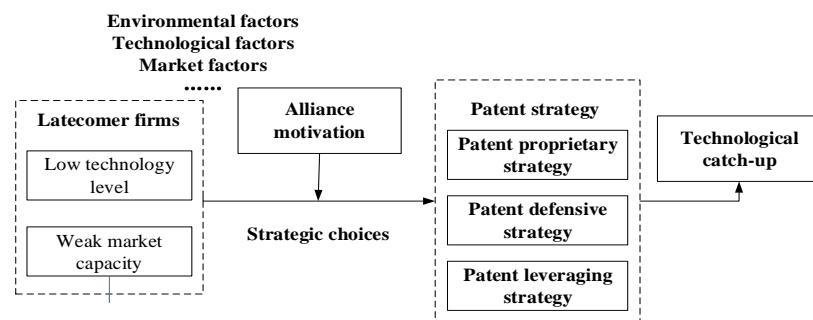 Environmental factors
Technological factors
Market factors
......
Latecomer firms
Low technology
level
Weak market
capacity
Alliance
motivation
Strategic choices
Patent strategy
Patent proprietary
strategy
Patent defensive
strategy
Patent leveraging
strategy
Technological
catch-up